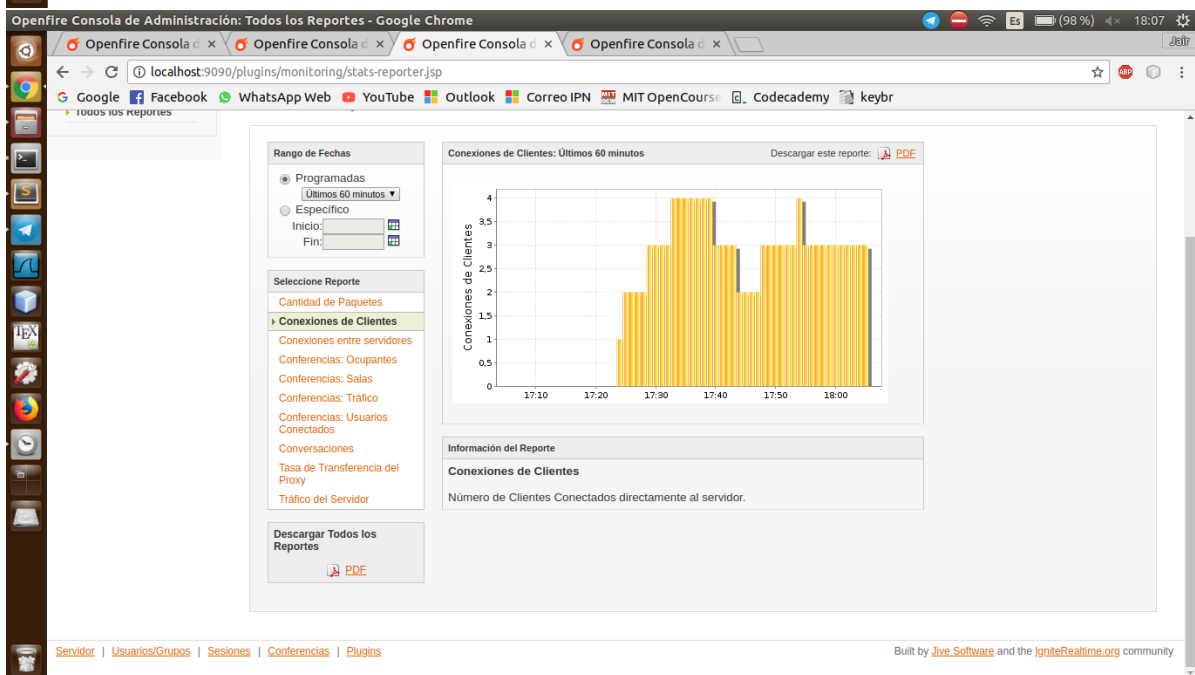 Openfire Consola de Administración: Todos los Reportes - Google Chrome
Es (98 %) 18:07
Openfire Consola d × Openfire Consola d × Openfire Consola d × Openfire Consola d × Jair
localhost:9090/plugins/monitoring/stats-reporter.jsp ABP
Google Facebook WhatsApp Web YouTube Outlook Correo IPN MIT OpenCourse Codecademy keybr
Todos los Reportes
Rango de Fechas
Programadas
Últimos 60 minutos
Específico
Inicio:
Fin:
Seleccione Reporte
Cantidad de Paquetes
Conexiones de Clientes
Conexiones entre servidores
Conferencias: Ocupantes
Conferencias: Salas
Conferencias: Tráfico
Conferencias: Usuarios
Conectados
Conversaciones
Tasa de Transferencia del
Proxy
Tráfico del Servidor
Descargar Todos los
Reportes
PDF
Conexiones de Clientes: Últimos 60 minutos Descargar este reporte: PDF
Conexiones de Clientes
4
3,5
3
2,5
2
1,5
1
0,5
0
17:10 17:20 17:30 17:40 17:50 18:00
Información del Reporte
Conexiones de Clientes
Número de Clientes Conectados directamente al servidor.
Servidor | Usuarios/Grupos | Sesiones | Conferencias | Plugins
Built by Jive Software and the IgniteRealtime.org community
TEX